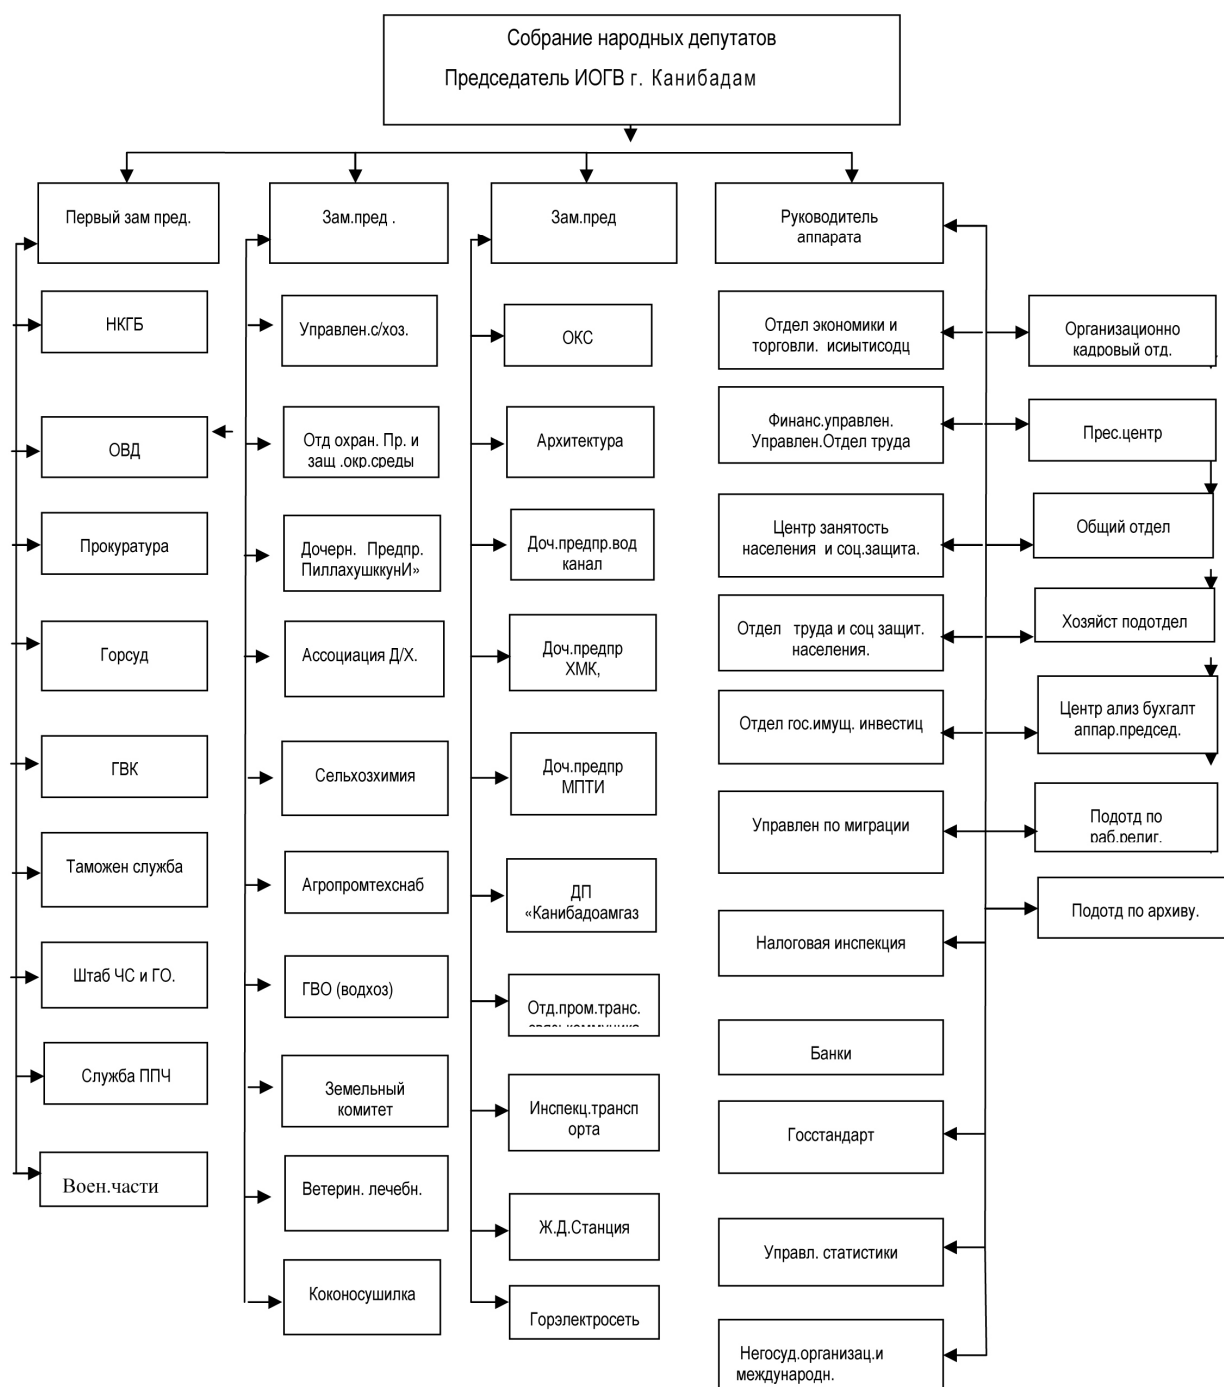 Собрание народных депутатов
Председатель ИОГВ г. Канибадам
Первый зам пред.
НКГБ
ОВД
Прокуратура
Горсуд
ГВК
Таможен служба
Штаб ЧС и ГО.
Служба ППЧ
Воен.части
Зам.пред .
Управлен.с/хоз.
Отд охран. Пр. и
защ .окр.среды
Дочерн. Предпр.
ПиллахушккунИ»
Ассоциация Д/Х.
Сельхозхимия
Агропромтехснаб
ГВО (водхоз)
Земельный
комитет
Ветерин. лечебн.
Коконосушилка
Зам.пред
ОКС
Архитектура
Доч.предпр.вод
канал
Доч.предпр
ХМК,
Доч.предпр
МПТИ
ДП
«Канибадоамгаз
Отд.пром.транс.
Инспекц.трансп
орта
Ж.Д.Станция
Горэлектросеть
Руководитель
аппарата
Отдел экономики и
торговли. исиытисодц
Финанс.управлен.
Управлен.Отдел труда
Центр занятость
населения и соц.защита.
Отдел труда и соц защит.
населения.
Отдел гос.имущ. инвестиц
Управлен по миграции
Налоговая инспекция
Банки
Госстандарт
Управл. статистики
Негосуд.организац.и
международн.
Организационно
кадровый отд.
Прес.центр
Общий отдел
Хозяйст подотдел
Центр ализ бухгалт
аппар.председ.
Подотд по
раб.религ.
Подотд по архиву.